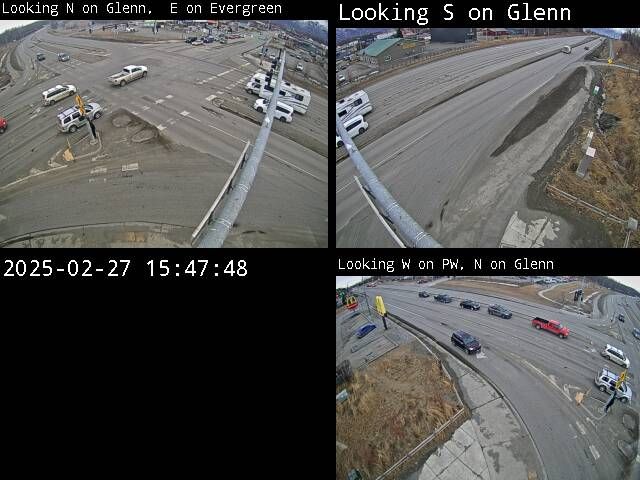 Looking N on Glenn, E on Evergreen
Looking S on Glenn
2025-02-27 15:47:48
Looking W on PW, N on Glenn